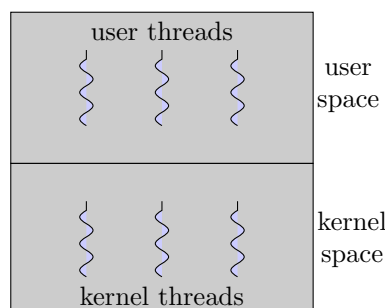 user threads
user
space
kernel
space
kernel threads